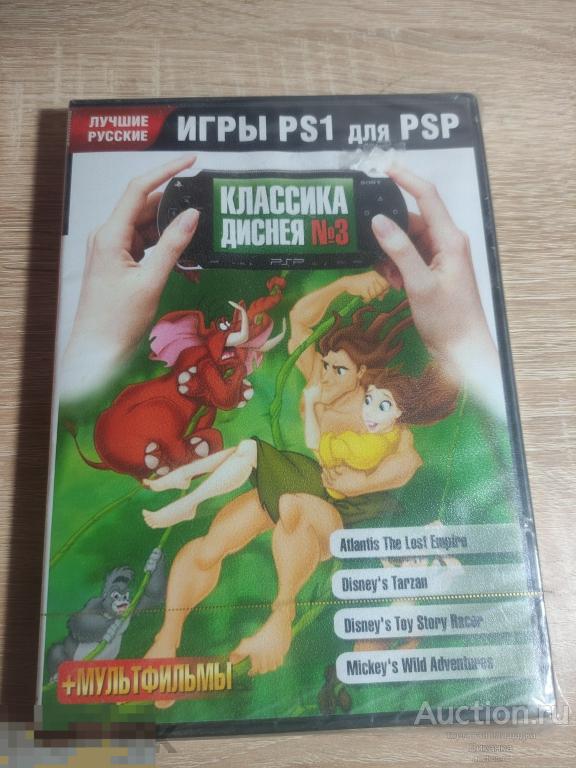 ЛУЧШИЕ
РУССКИЕ
ИГРЫ PS1 для PSP
SONY
КЛАССИКА
ДИСНЕЯ №3
PSP
Atlantis The Lost Empire
Disney's Tarzan
Disney's Toy Story Racer
Mickey's Wild Adventures
+МУЛЬТФИЛЬМЫ
Auction.ru